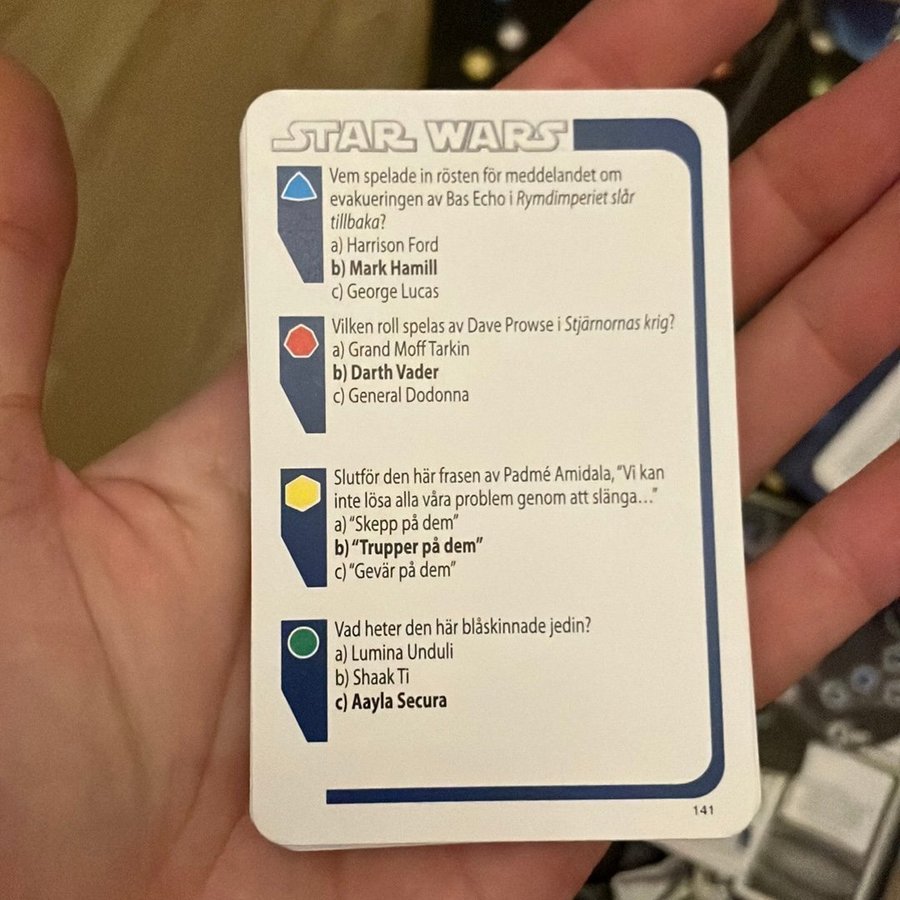 STAR WARS
Vem spelade in rösten för meddelandet om
evakueringen av Bas Echo i Rymdimperiet slår
tillbaka?
a) Harrison Ford
b) Mark Hamill
c) George Lucas
Vilken roll spelas av Dave Prowse i Stjärnornas krig?
a) Grand Moff Tarkin
b) Darth Vader
c) General Dodonna
Slutför den här frasen av Padmé Amidala, "Vi kan
inte lösa alla våra problem genom att slänga…"
a) "Skepp på dem"
b) "Trupper på dem"
c) "Gevär på dem"
Vad heter den här blåskinnade jedin?
a) Lumina Unduli
b) Shaak Ti
c) Aayla Secura
141